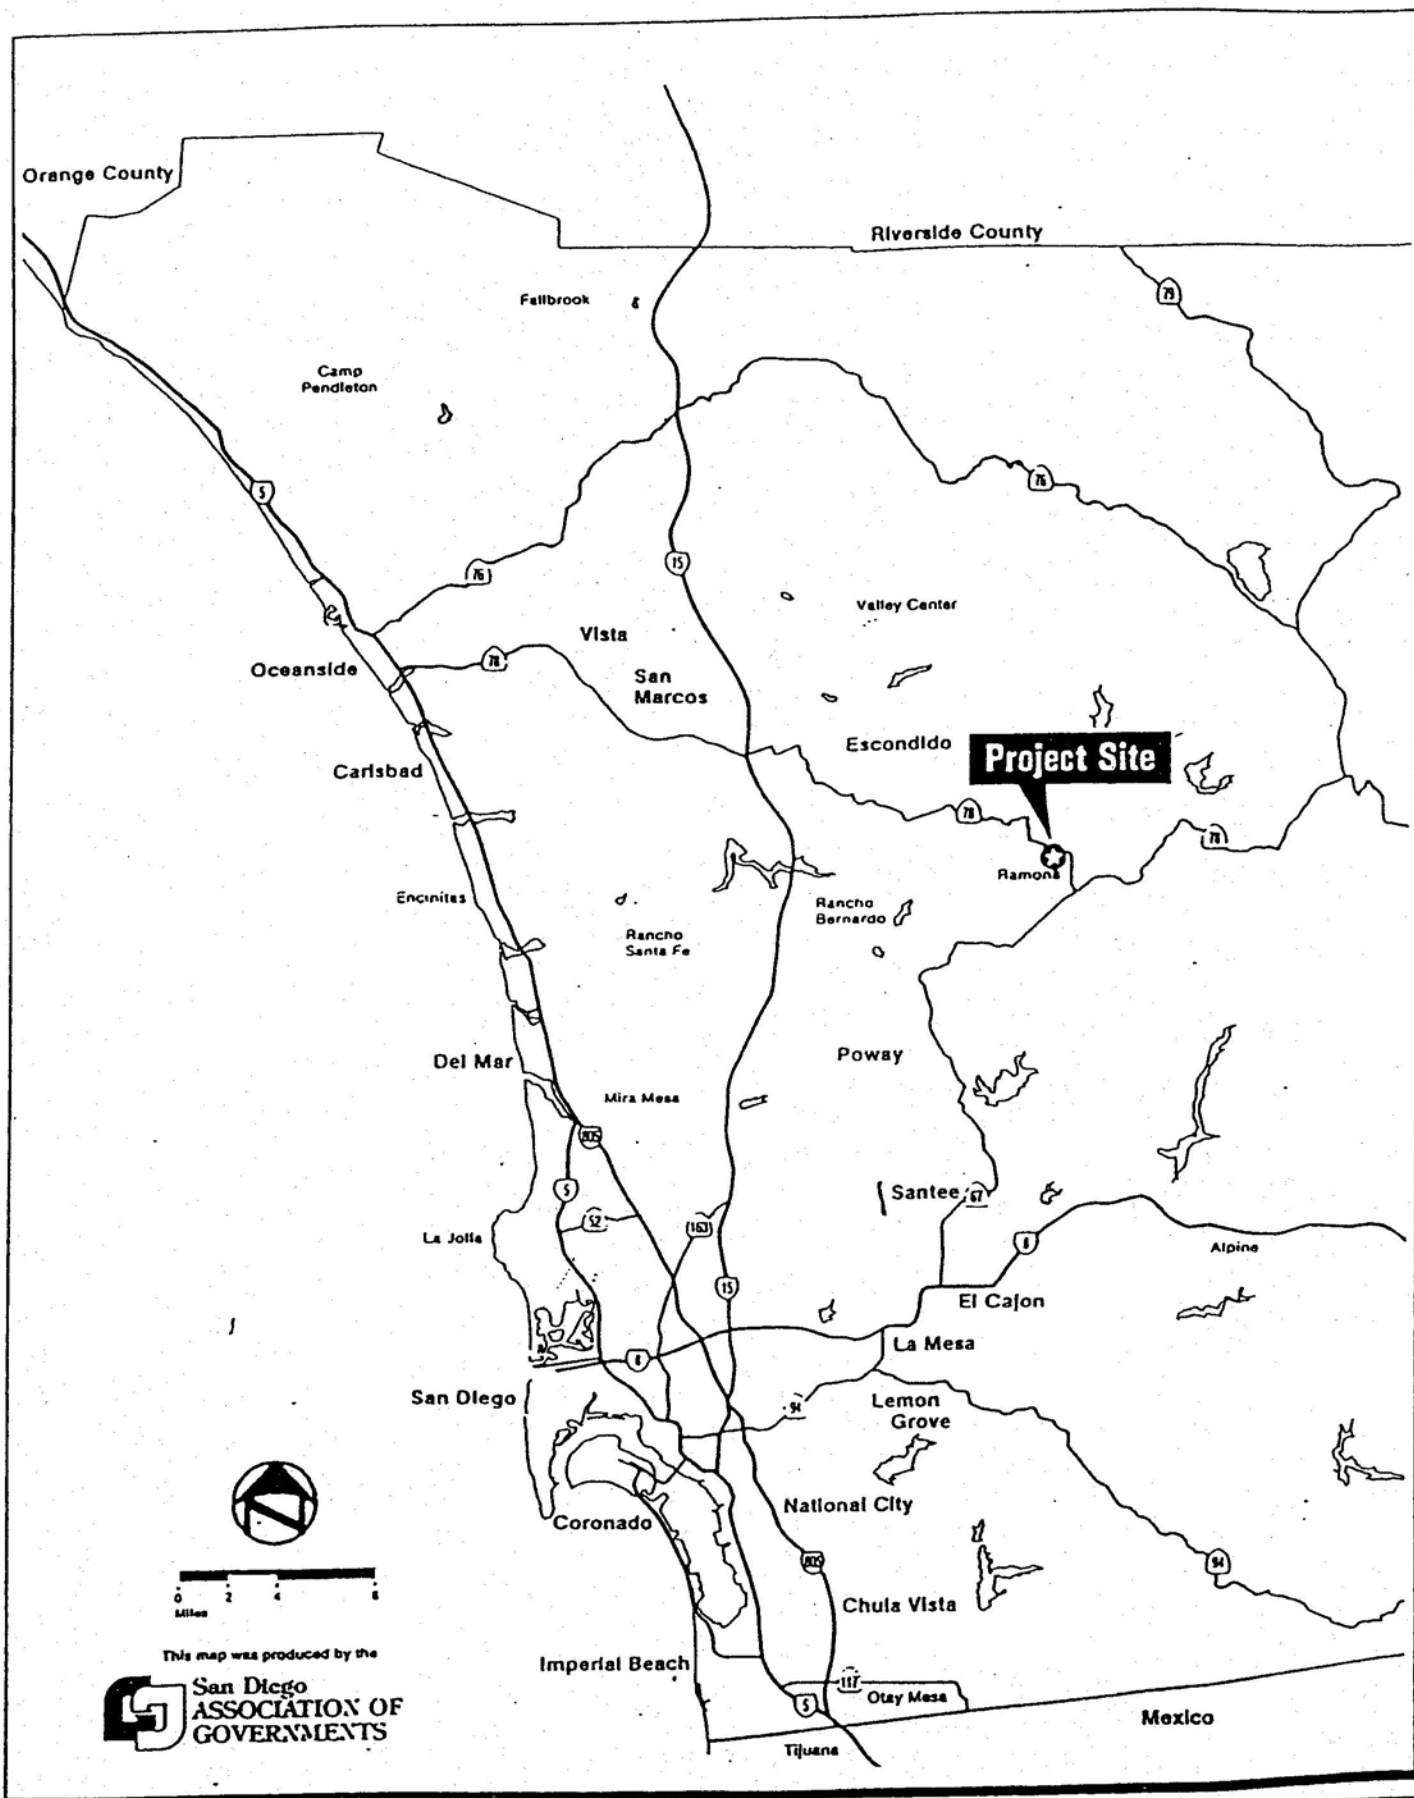 Orange County
Riverside County
79
Fallbrook
Camp
Pendleton
5
76
15
76
Valley Center
Vista
78
Oceanside
San
Marcos
Escondido
Project Site
Carlsbad
78
78
Ramona
Encinitas
Rancho
Bernardo
Rancho
Santa Fe
Del Mar
Poway
Mira Mesa
805
5
Santee
67
52
163
La Jolla
8
Alpine
15
El Cajon
La Mesa
8
San Diego
94
Lemon
Grove
National City
Coronado
805
94
0 2 4 8
Miles
Chula Vista
This map was produced by the
Imperial Beach
San Diego
ASSOCIATION OF
GOVERNMENTS
117
Otay Mesa
5
Mexico
Tijuana